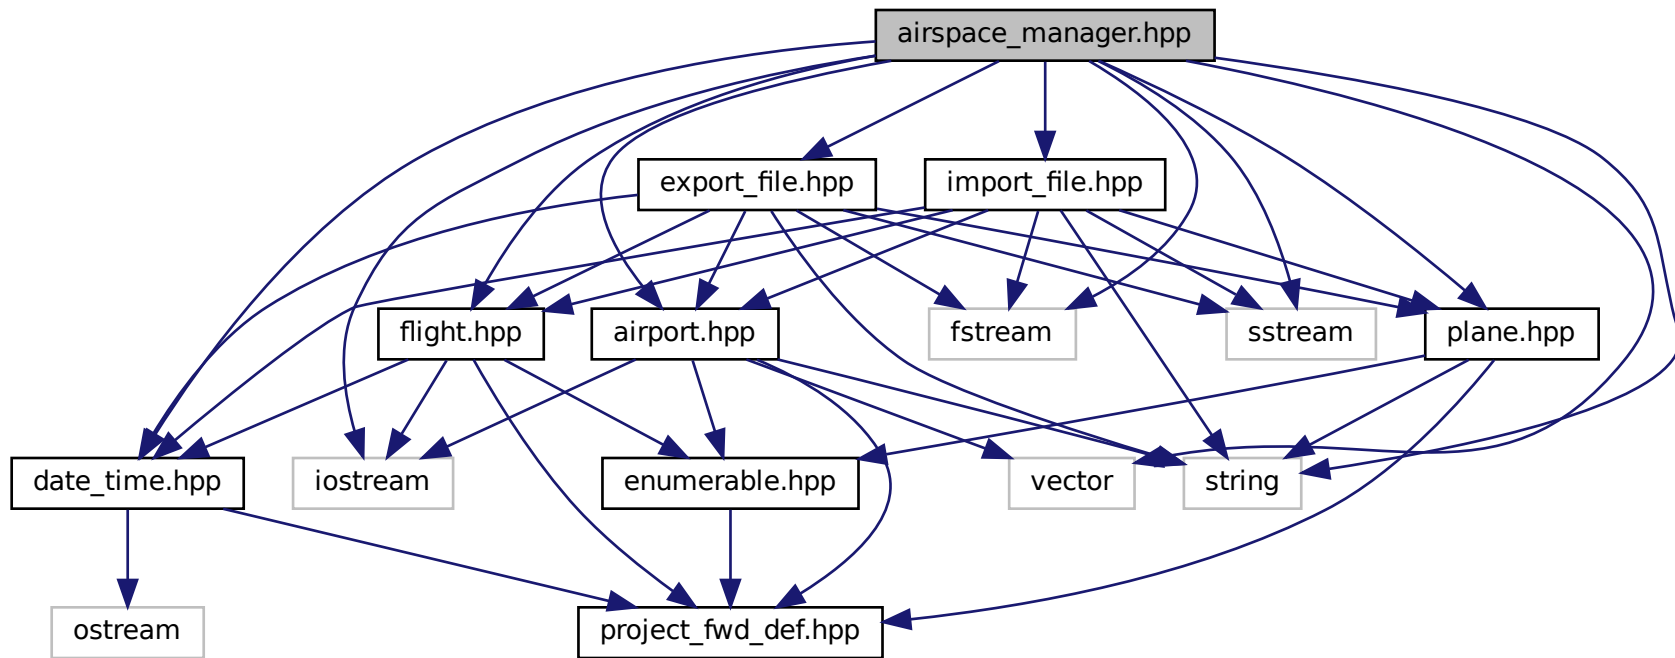 airspace_manager.hpp
export_file.hpp
import_file.hpp
flight.hpp
airport.hpp
fstream
sstream
plane.hpp
date_time.hpp
iostream
enumerable.hpp
vector
string
ostream
project_fwd_def.hpp